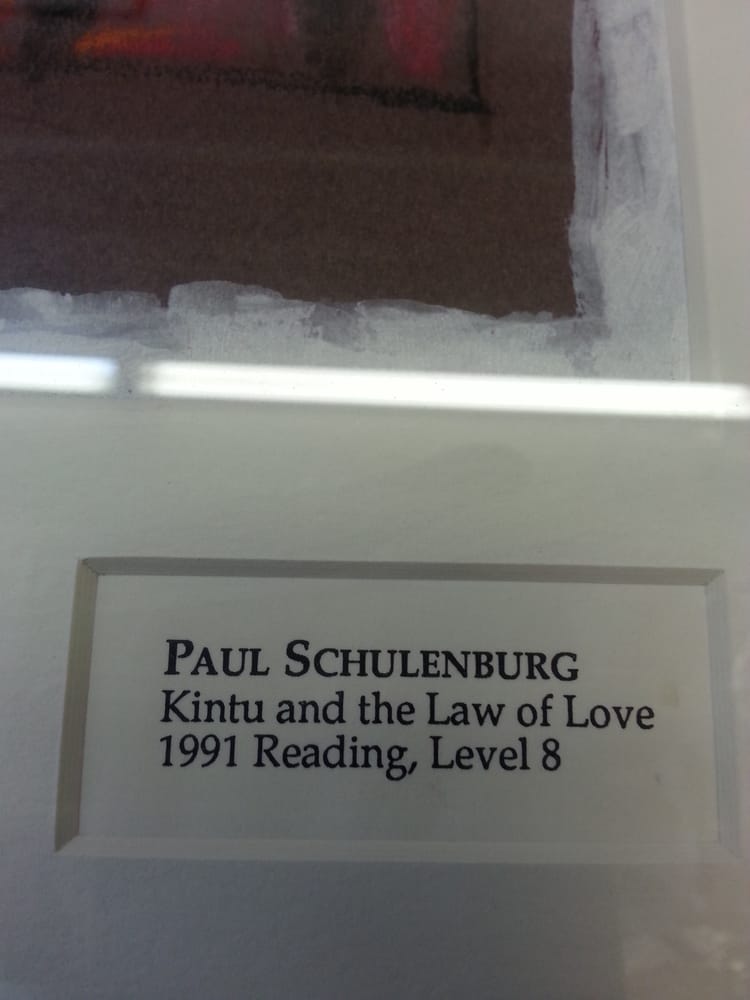 PAUL SCHULENBURG
Kintu and the Law of Love
1991 Reading, Level 8